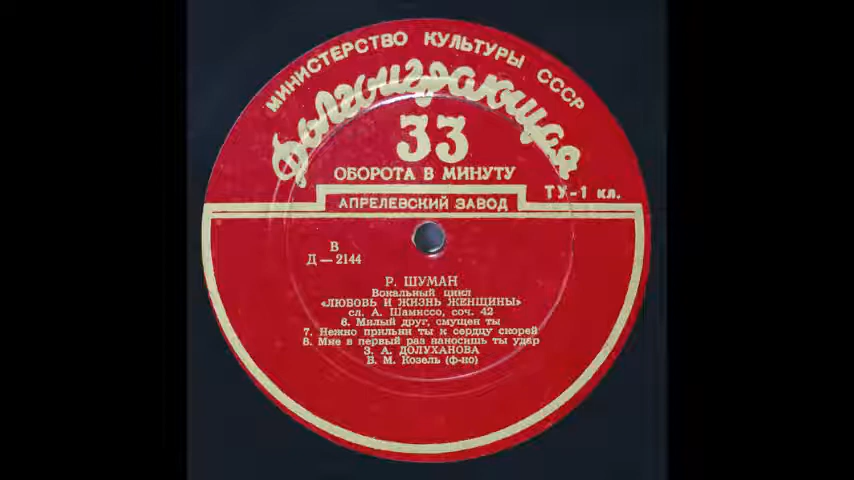 МИНИСТЕРСТВО КУЛЬТУРЫ СССР
Долгоиграющая
33
ОБОРОТА В МИНУТУ
ТУ-1 кл.
АПРЕЛЕВСКИЙ ЗАВОД
В
Д — 2144
Р. ШУМАН
Вокальный цикл
«ЛЮБОВЬ И ЖИЗНЬ ЖЕНЩИНЫ»
сл. А. Шамиссо, соч. 42
6. Милый друг, смущен ты
7. Нежно прильни ты к сердцу скорей
8. Мне в первый раз наносишь ты удар
З. А. ДОЛУХАНОВА
В. М. Козель (ф-но)